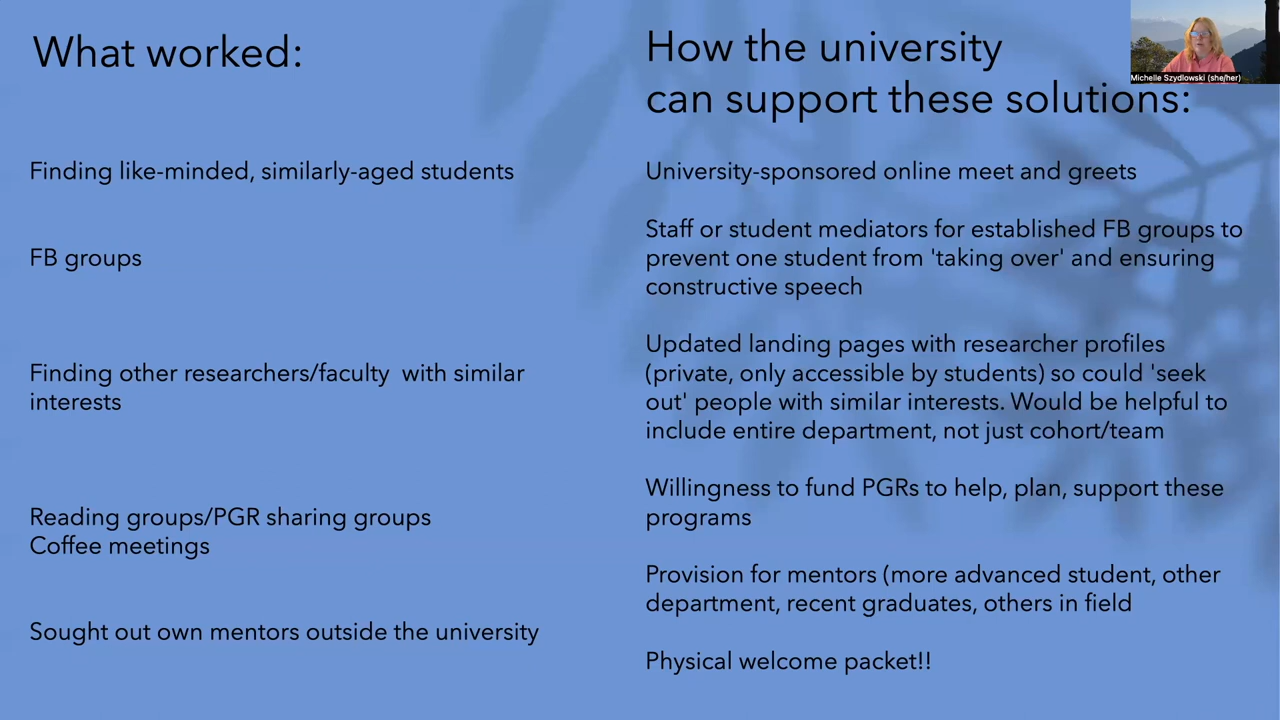 What worked:
Finding like-minded, similarly-aged students
FB groups
Finding other researchers/faculty  with similar
interests
Reading groups/PGR sharing groups
Coffee meetings
Sought out own mentors outside the university
How the university
can support these solutions:
University-sponsored online meet and greets
Staff or student mediators for established FB groups to
prevent one student from 'taking over' and ensuring
constructive speech
Updated landing pages with researcher profiles
(private, only accessible by students) so could 'seek
out' people with similar interests. Would be helpful to
include entire department, not just cohort/team
Willingness to fund PGRs to help, plan, support these
programs
Provision for mentors (more advanced student, other
department, recent graduates, others in field
Physical welcome packet!!
Michelle Szydlowski (she/her)